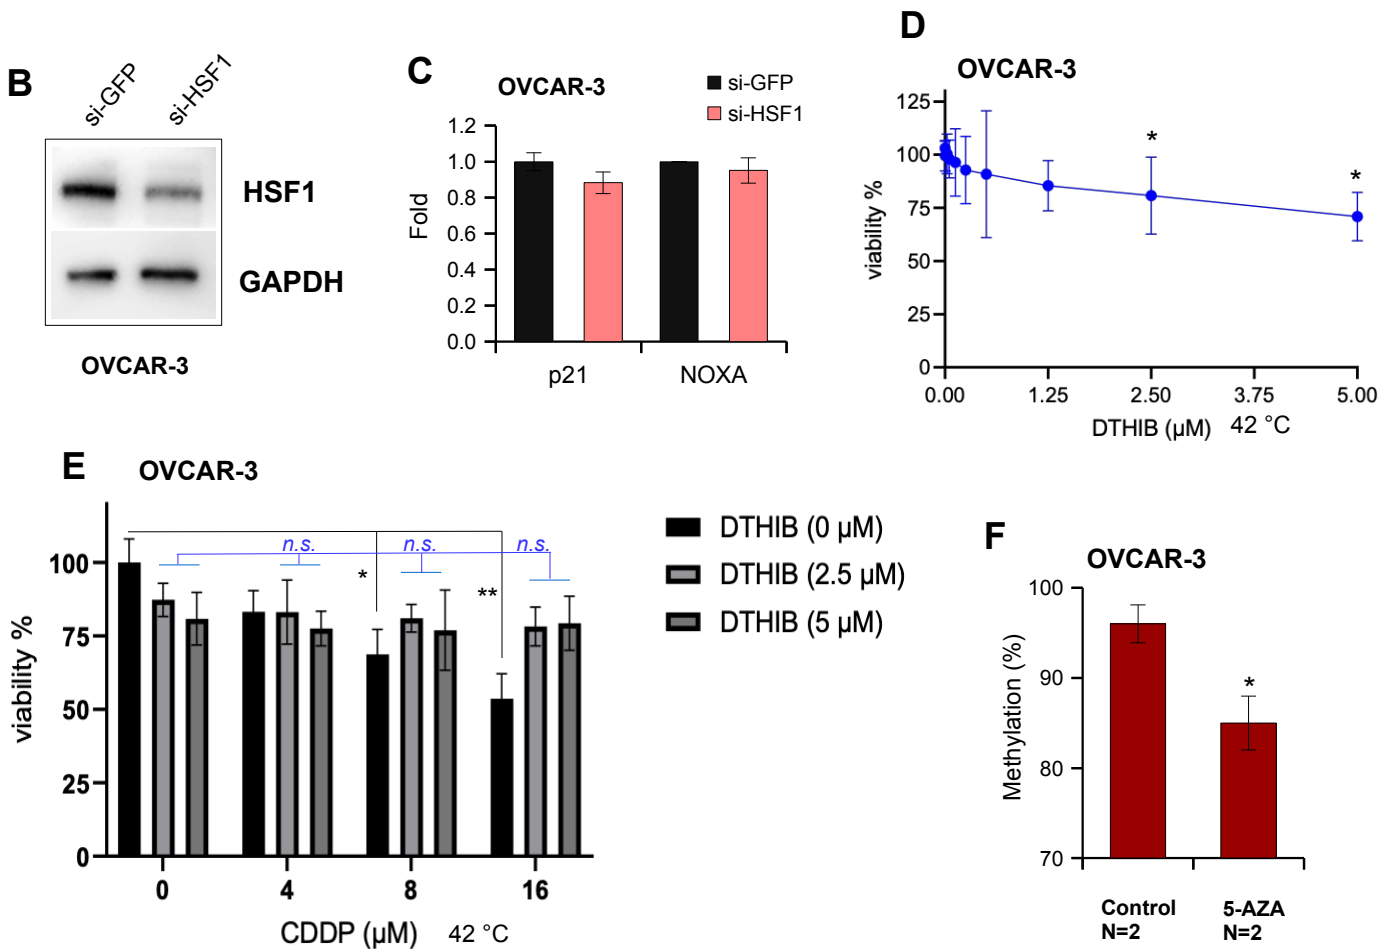 B
si-GFP
si-HSF1
HSF1
GAPDH
OVCAR-3
C
OVCAR-3
si-GFP
si-HSF1
Fold
1.2
1.0
0.8
0.6
0.4
0.2
0.0
p21
NOXA
D
OVCAR-3
viability %
125
100
75
50
25
0
*
*
0.00
1.25
2.50
3.75
5.00
DTHIB (µM) 42 °C
E
OVCAR-3
viability %
100
75
50
25
0
n.s.
n.s.
n.s.
*
**
0
4
8
16
CDDP (µM) 42 °C
DTHIB (0 µM)
DTHIB (2.5 µM)
DTHIB (5 µM)
F
OVCAR-3
Methylation (%)
100
90
80
70
*
Control
N=2
5-AZA
N=2